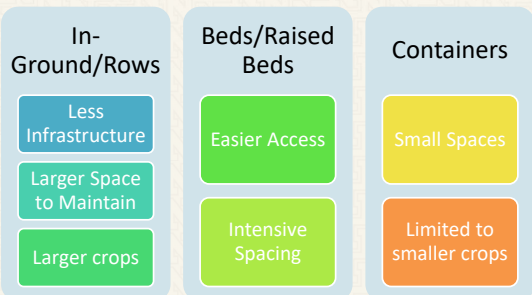 In-
Ground/Rows
Less
Infrastructure
Larger Space
to Maintain
Larger crops
Beds/Raised
Beds
Easier Access
Intensive
Spacing
Containers
Small Spaces
Limited to
smaller crops